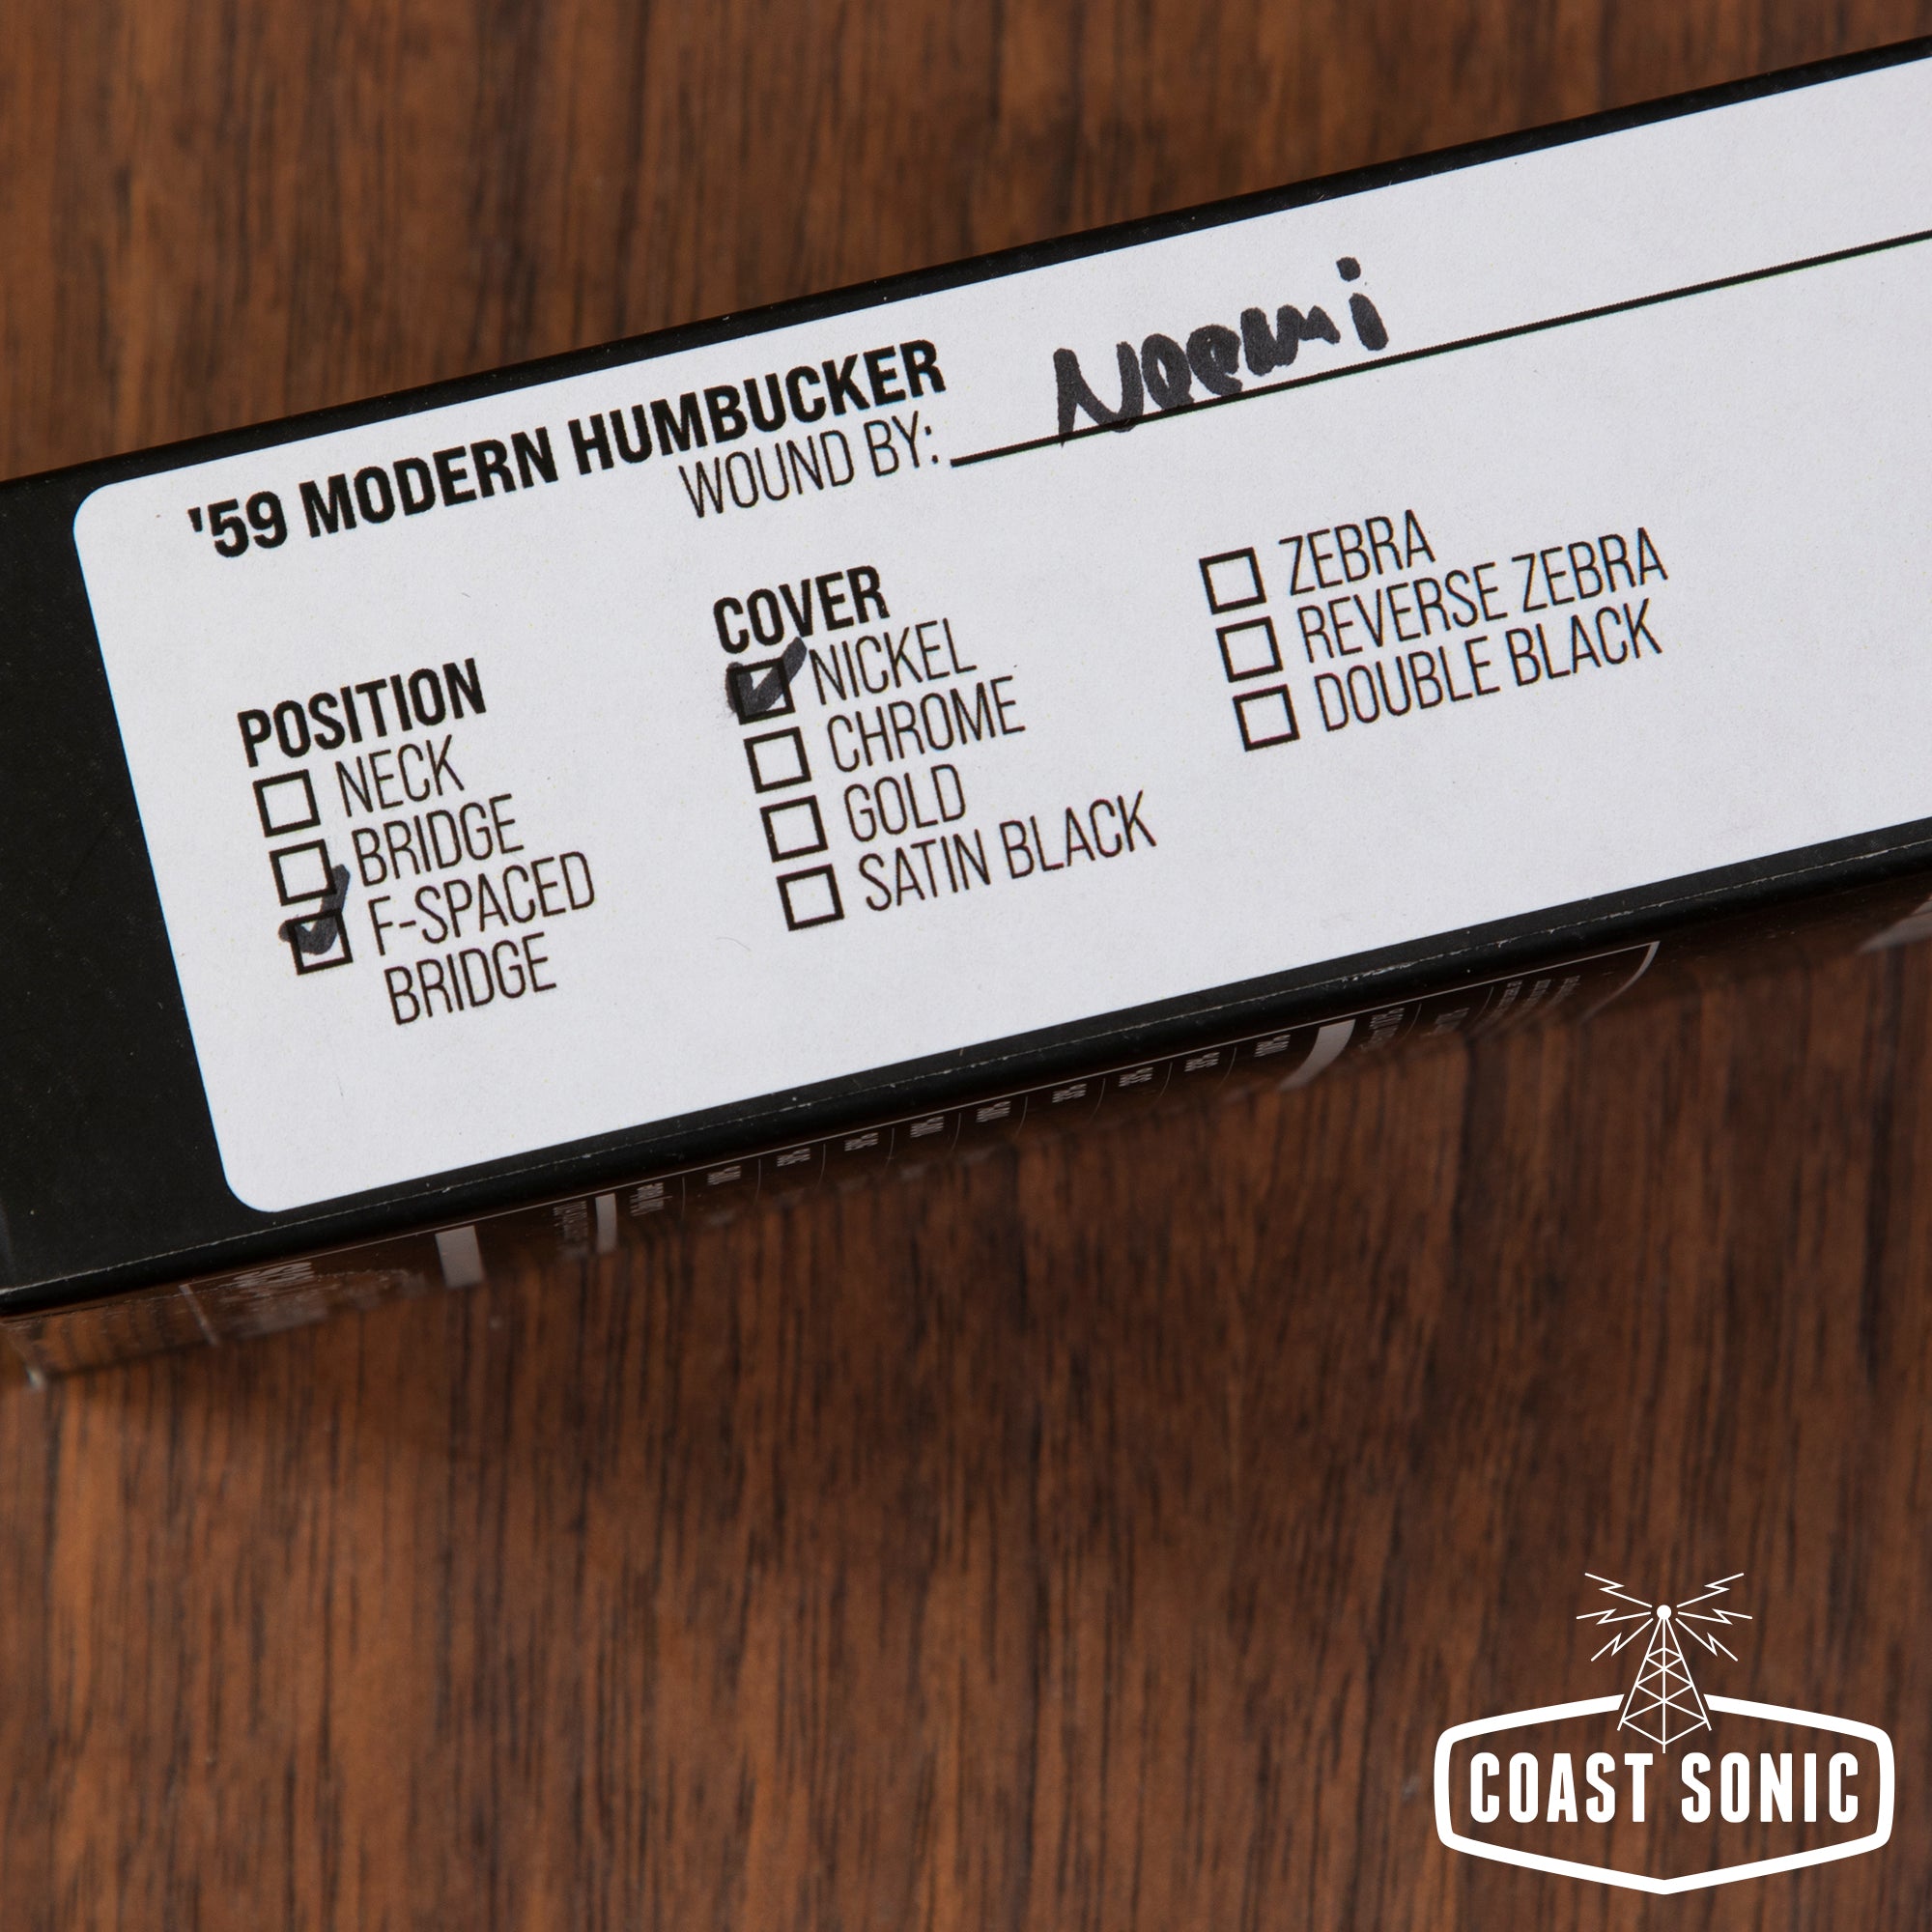 '59 MODERN HUMBUCKER
WOUND BY: Noemi
POSITION
NECK
BRIDGE
F-SPACED
BRIDGE
COVER
NICKEL
CHROME
GOLD
SATIN BLACK
ZEBRA
REVERSE ZEBRA
DOUBLE BLACK
COAST SONIC